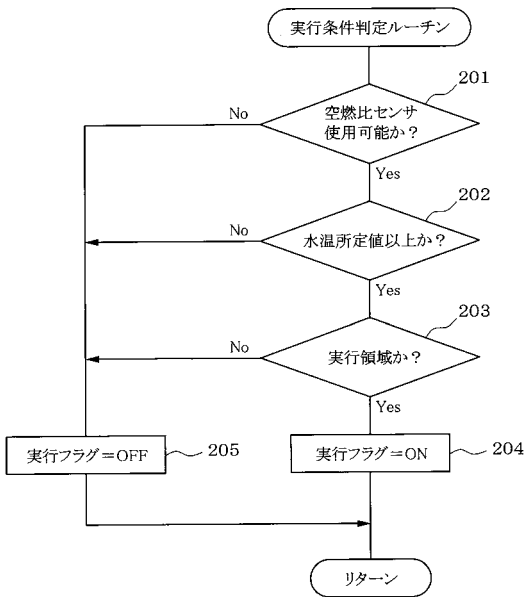 実行条件判定ルーチン
201
空燃比センサ
使用可能か?
No
Yes
202
水温所定値以上か?
No
Yes
203
実行領域か?
No
Yes
実行フラグ=OFF
205
実行フラグ=ON
204
リターン